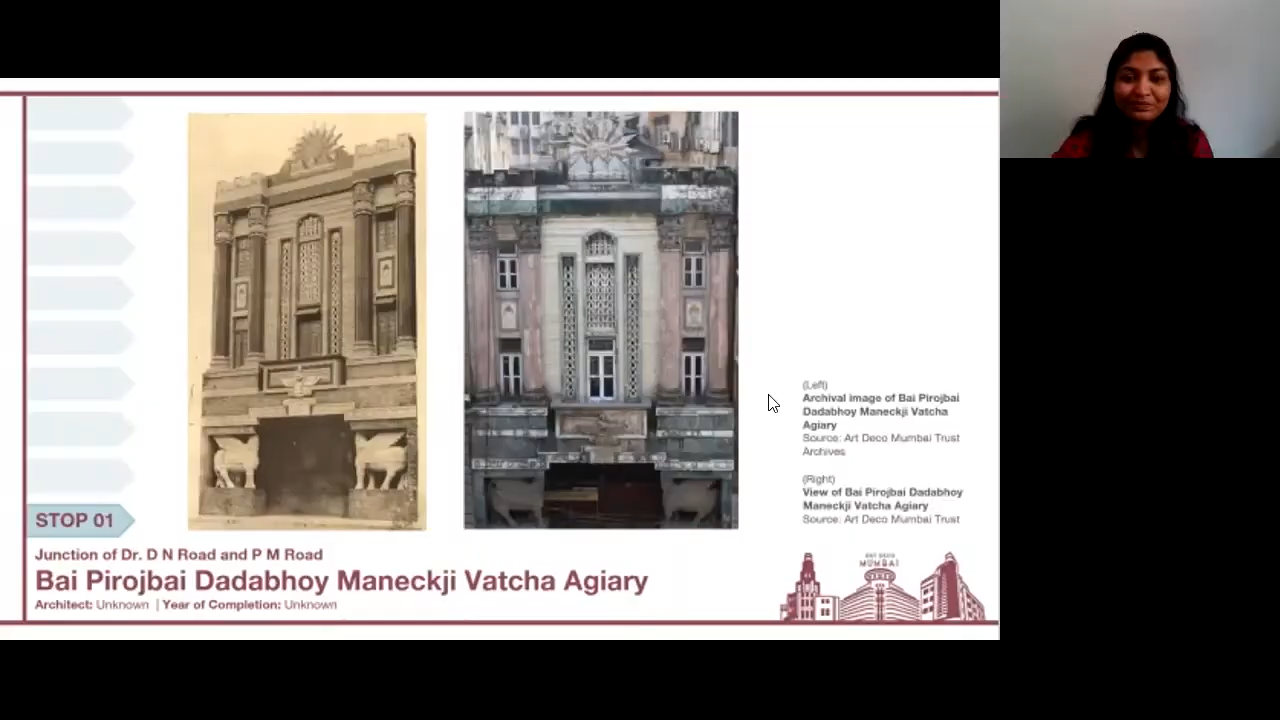 (Left)
Archival image of Bai Pirojbai
Dadabhoy Maneckji Vatcha
Agiary
Source: Art Deco Mumbai Trust
Archives
(Right)
View of Bai Pirojbai Dadabhoy
Maneckji Vatcha Agiary
Source: Art Deco Mumbai Trust
STOP 01
Junction of Dr. D N Road and P M Road
Bai Pirojbai Dadabhoy Maneckji Vatcha Agiary
Architect: Unknown | Year of Completion: Unknown
ART DECO
MUMBAI